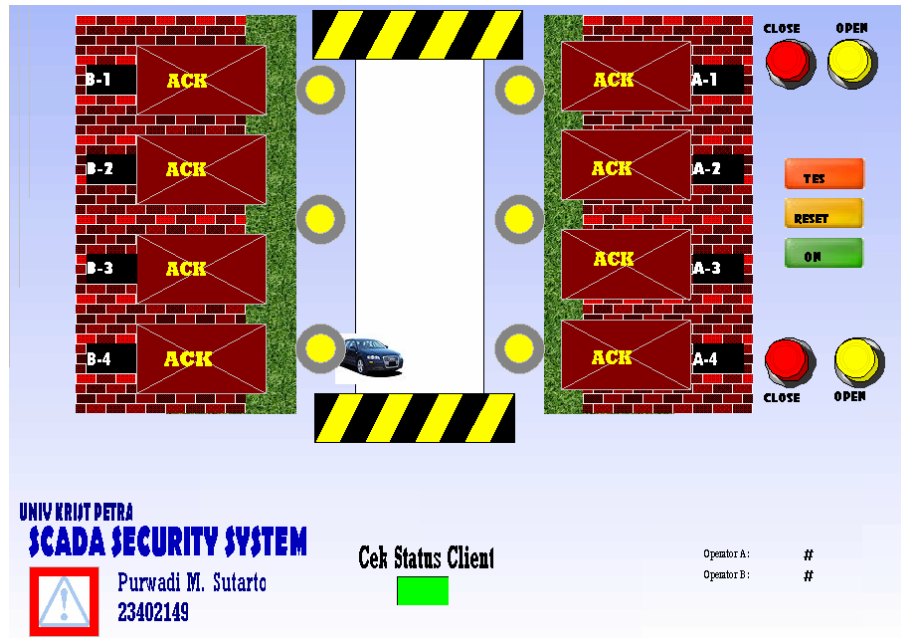 CLOSE OPEN
B-1 ACK ACK A-1
B-2 ACK ACK A-2
TES
RESET
ON
B-3 ACK ACK A-3
B-4 ACK ACK A-4
CLOSE OPEN
UNIV KRIST PETRA
SCADA SECURITY SYSTEM
Purwadi M. Sutarto
23402149
Cek Status Client
Operator A: #
Operator B: #